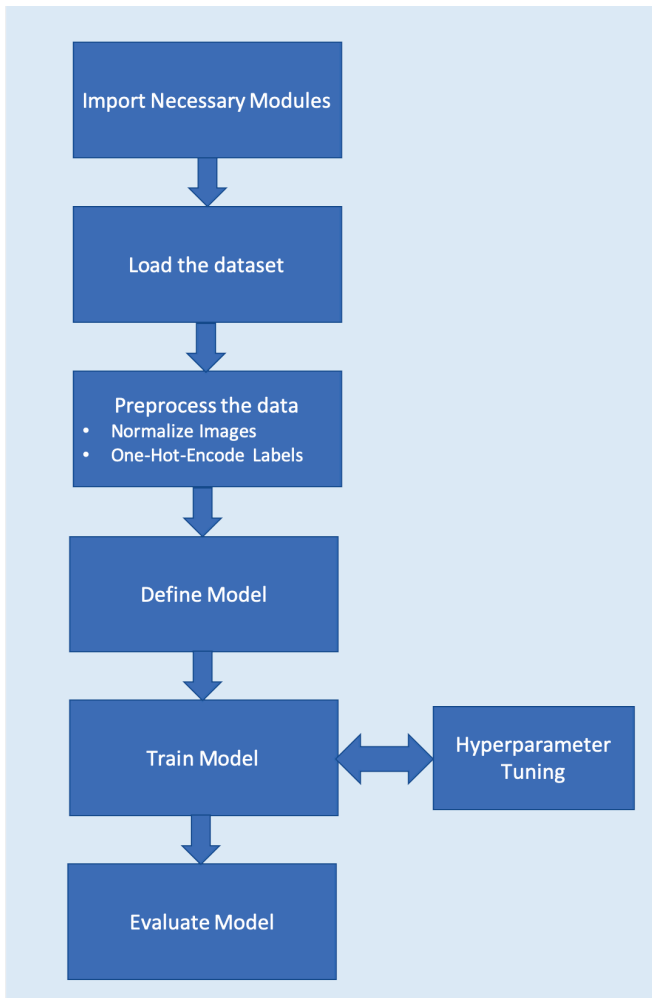 Import Necessary Modules
Load the dataset
Preprocess the data
• Normalize Images
• One-Hot-Encode Labels
Define Model
Train Model
Hyperparameter
Tuning
Evaluate Model